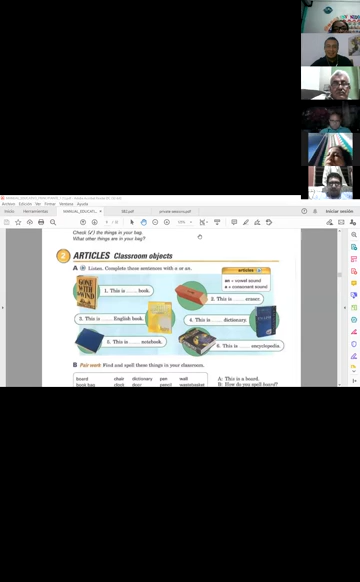 Archivo Edición Ver Firmar Ventana Ayuda
Inicio Herramientas MANUAL_EDUCATI... × private session.pdf Iniciar sesión
Check (✓) the things in your bag.
What other things are in your bag?
2 ARTICLES Classroom objects
A Listen. Complete these sentences with a or an.
articles
an + vowel sound
a + consonant sound
GONE WITH THE WIND
1. This is ...... book.
2. This is ...... eraser.
3. This is ...... English book.
4. This is ...... dictionary.
5. This is ...... notebook.
6. This is ...... encyclopedia.
B Pair work Find and spell these things in your classroom.
board chair dictionary pen wall
book bag clock door pencil wastebasket
A: This is a board.
B: How do you spell board?